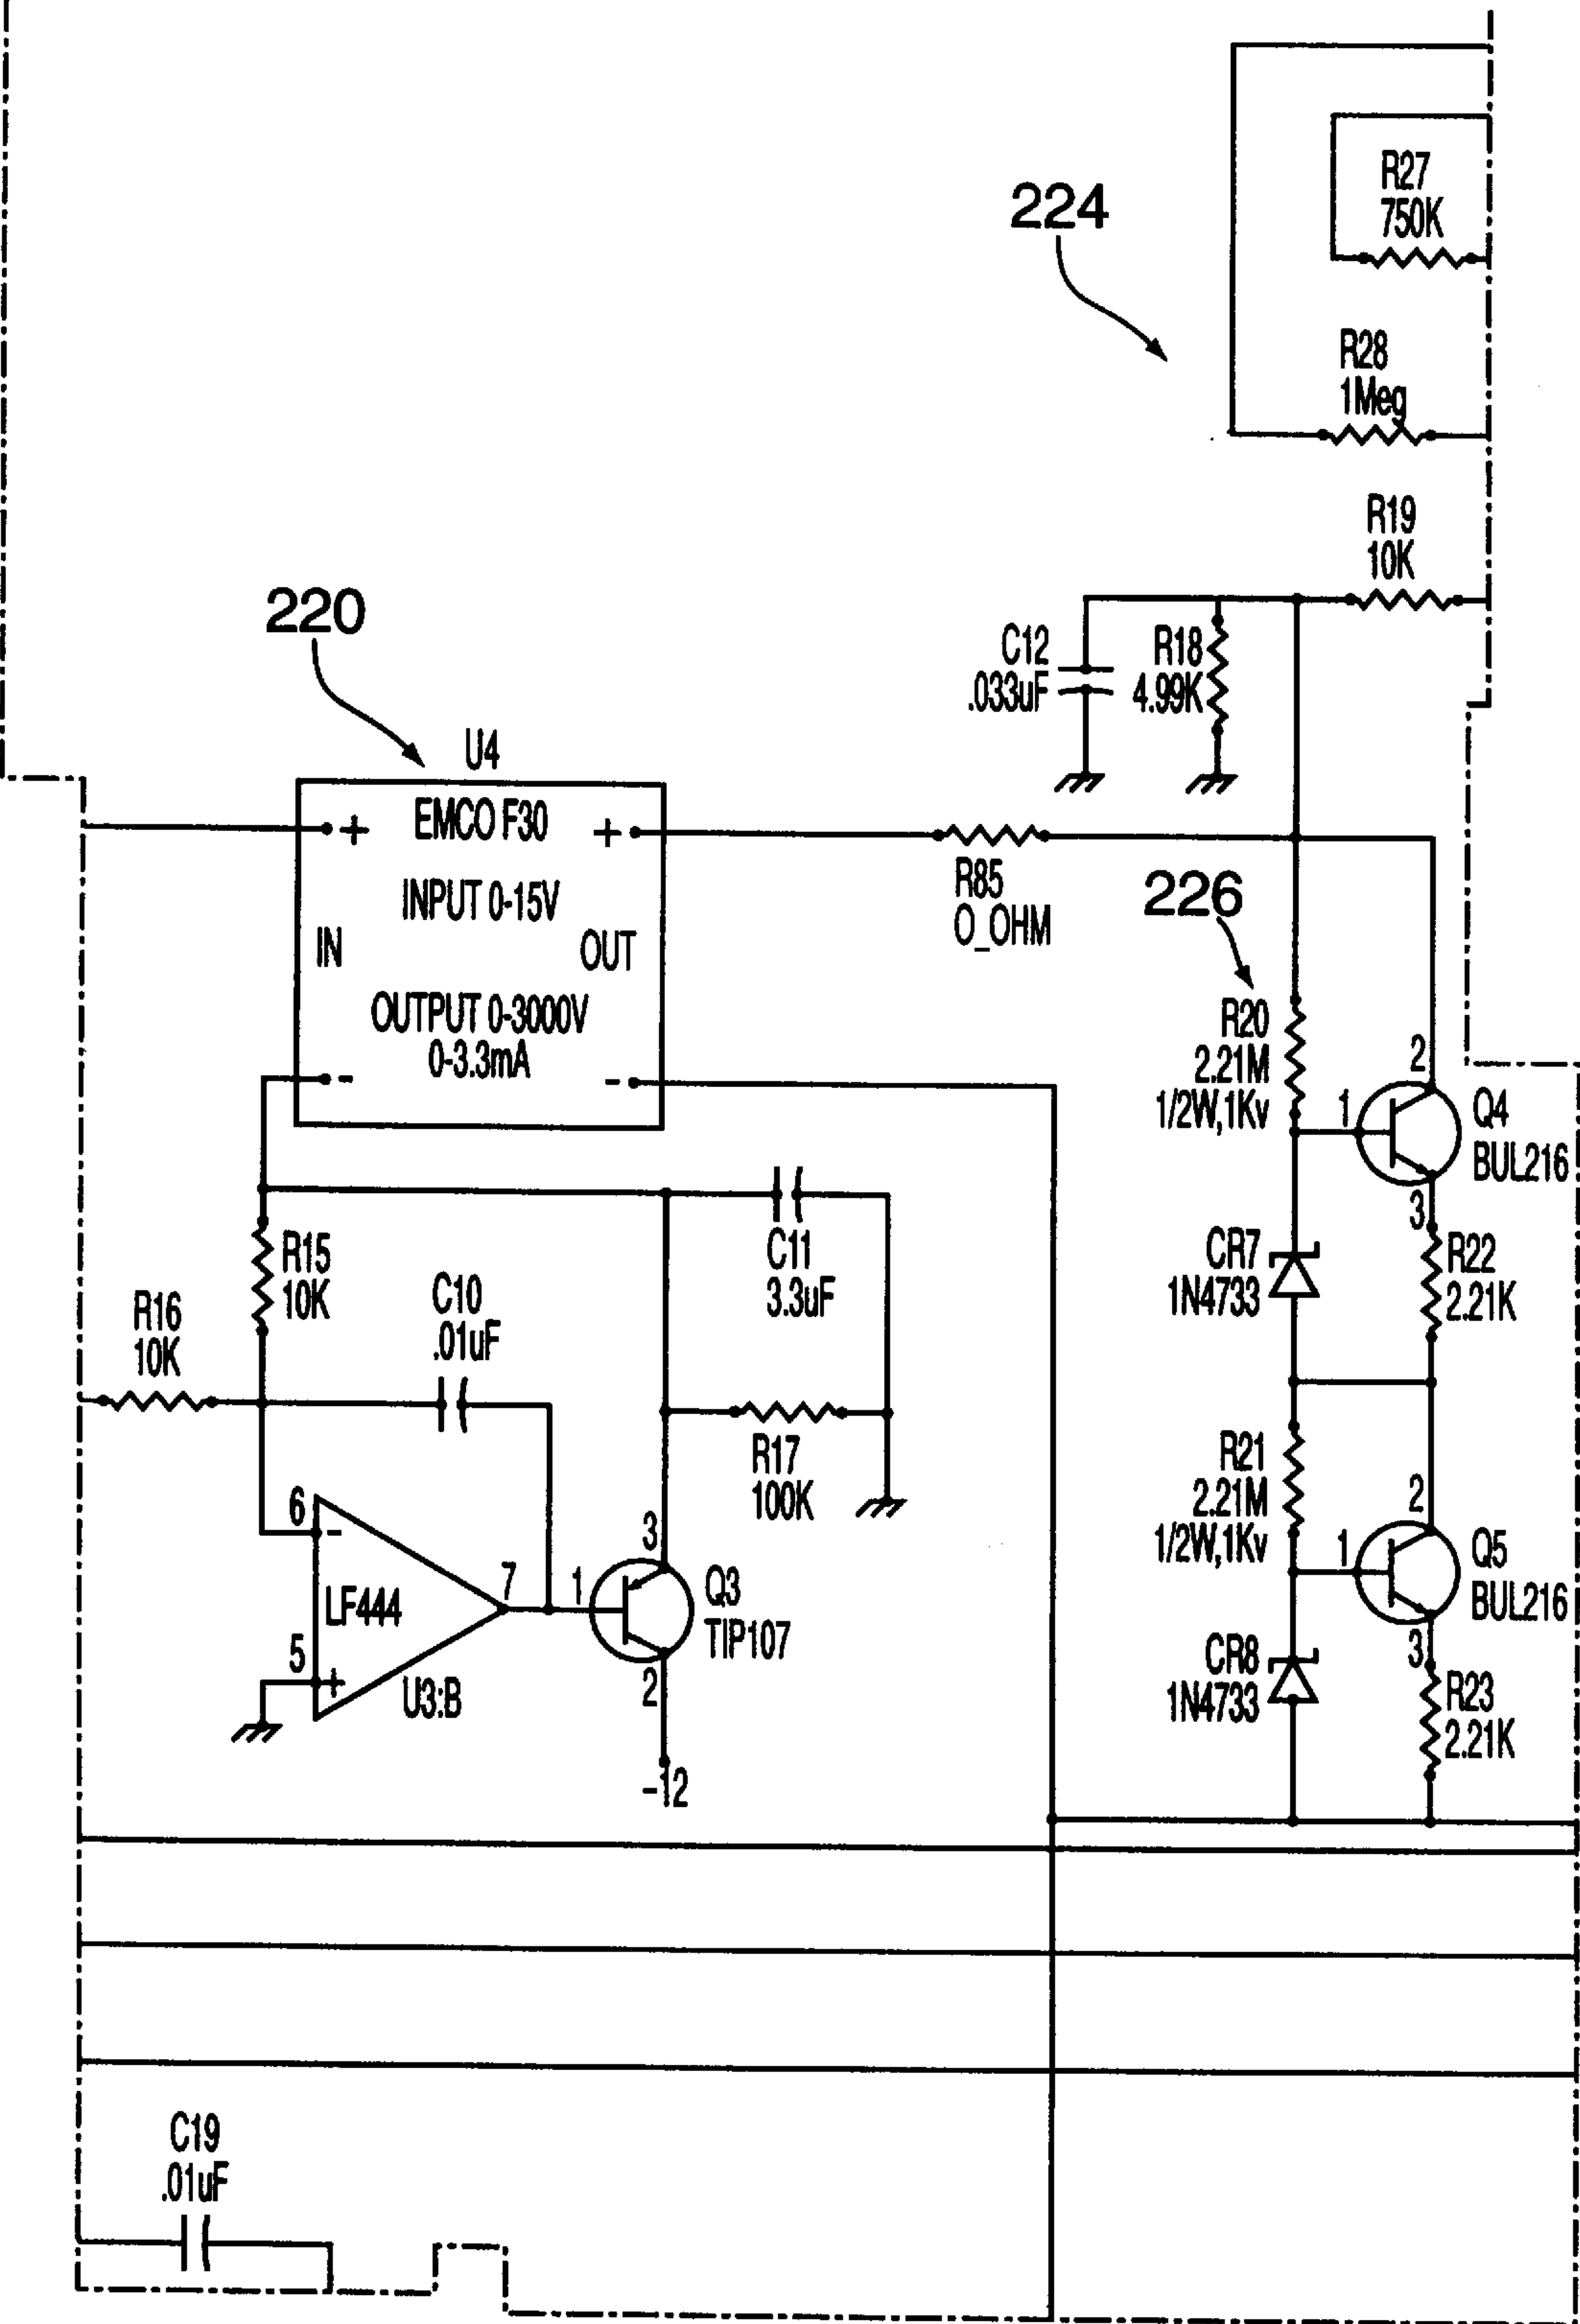 R27
750K
224
R28
1Meg
R19
10K
220
C12
.033uF
R18
4.99K
U4
EMCO F30
+
+
INPUT 0-15V
IN
OUT
OUTPUT 0-3000V
0-3.3mA
-
-
R85
O_OHM
226
R20
2.21M
1/2W,1Kv
1
2
3
Q4
BUL216
R15
10K
C11
3.3uF
CR7
1N4733
R22
2.21K
R16
10K
C10
.01uF
R17
100K
R21
2.21M
1/2W,1Kv
1
2
3
Q5
BUL216
6
-
LF444
7
5
+
U3:B
1
3
2
Q3
TIP107
-12
CR8
1N4733
R23
2.21K
C19
.01uF